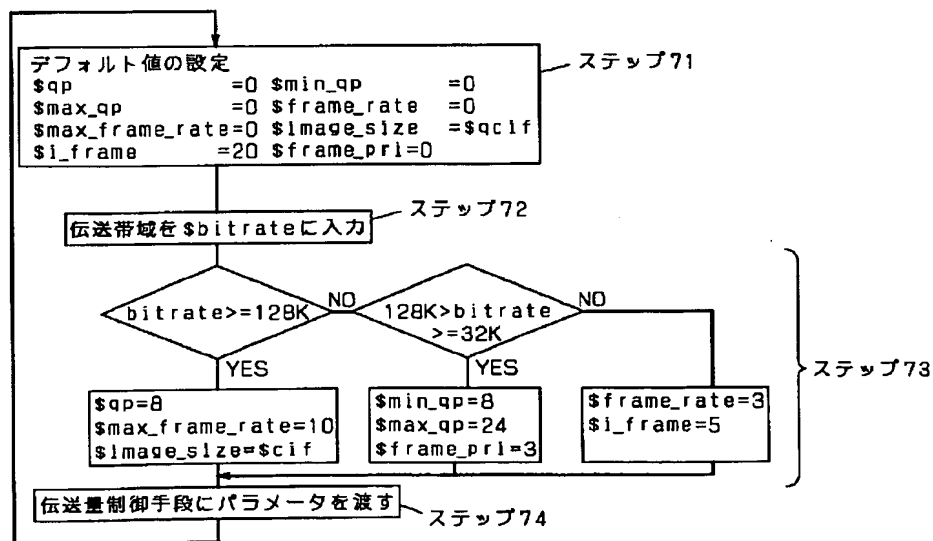 デフォルト値の設定
$qp =0 $min_qp =0
$max_qp =0 $frame_rate =0
$max_frame_rate=0 $image_size =$qcif
$i_frame =20 $frame_pri=0
ステップ71
伝送帯域を$bitrateに入力
ステップ72
bitrate>=128K
NO
128K>bitrate
>=32K
NO
YES
YES
$qp=8
$max_frame_rate=10
$image_size=$cif
$min_qp=8
$max_qp=24
$frame_pri=3
$frame_rate=3
$i_frame=5
ステップ73
伝送量制御手段にパラメータを渡す
ステップ74